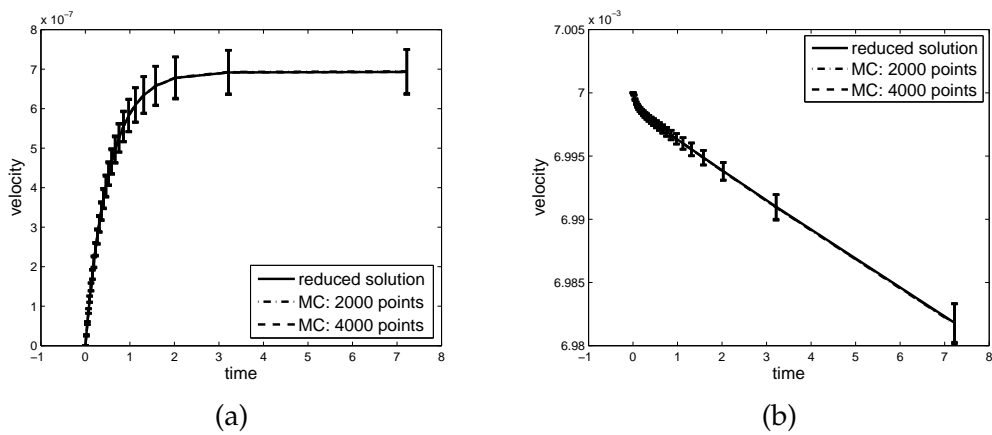 x 10⁻⁷
8
7
6
5
4
3
2
1
0
velocity
−1 0 1 2 3 4 5 6 7 8
time
reduced solution
MC: 2000 points
MC: 4000 points
(a)
x 10⁻³
7.005
7
6.995
6.99
6.985
6.98
velocity
−1 0 1 2 3 4 5 6 7 8
time
reduced solution
MC: 2000 points
MC: 4000 points
(b)